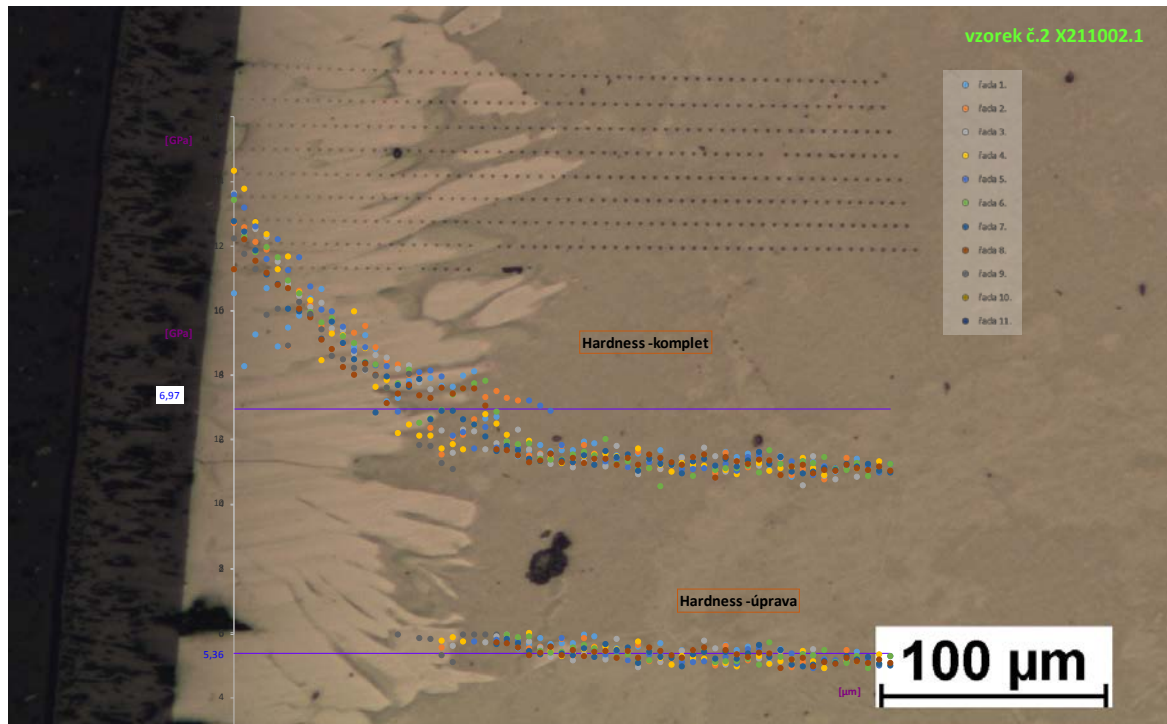 vzorek č.2 X211002.1
řada 1.
řada 2.
řada 3.
řada 4.
řada 5.
řada 6.
řada 7.
řada 8.
řada 9.
řada 10.
řada 11.
[GPa]
12
[GPa]
Hardness -komplet
6,97
10
8
6
5,36
4
Hardness -úprava
[µm]
100 µm